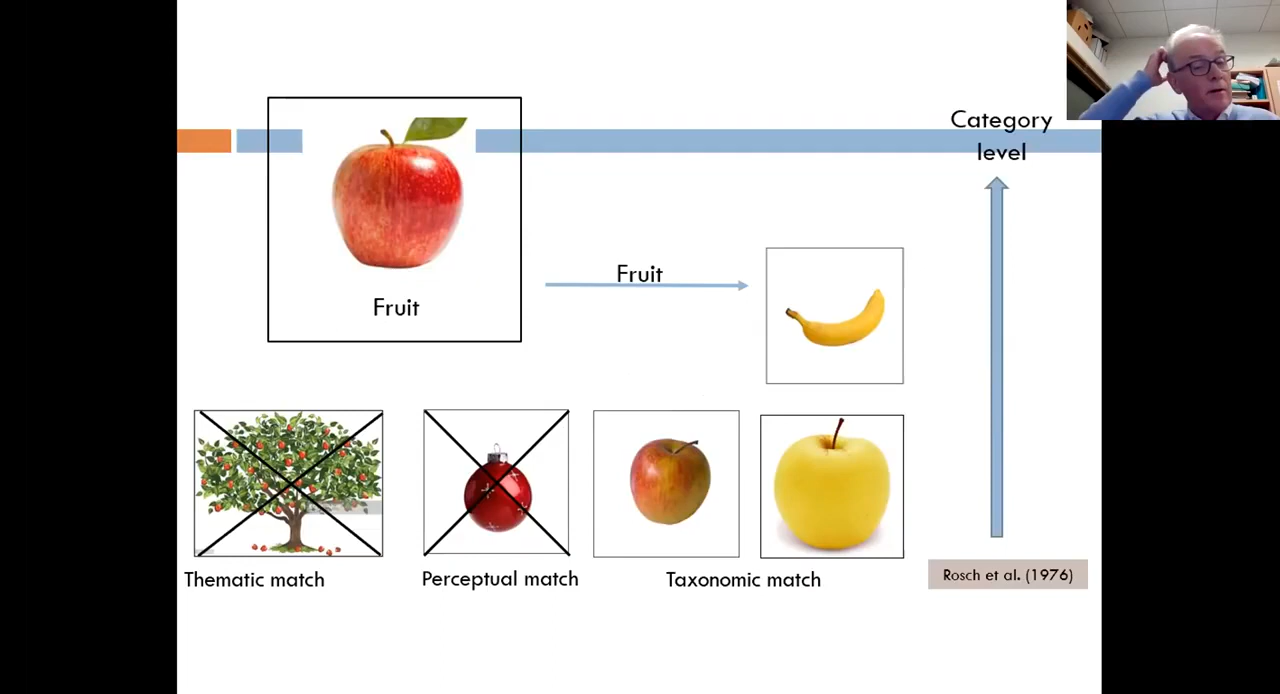 Category
level
Fruit
Fruit
Thematic match
Perceptual match
Taxonomic match
Rosch et al. (1976)